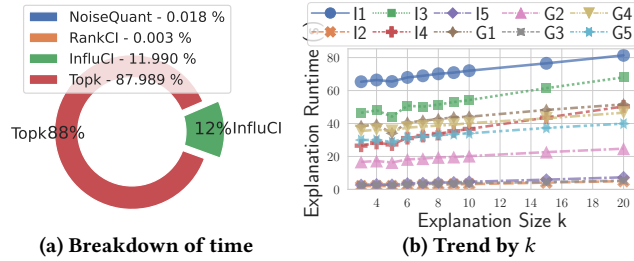 NoiseQuant - 0.018 %
RankCI - 0.003 %
InfluCI - 11.990 %
Topk - 87.989 %
Topk88%
12%InfluCI
(a) Breakdown of time
I1 I3 I5 G2 G4
I2 I4 G1 G3 G5
Explanation Runtime
80
60
40
20
0
4 6 8 10 12 14 16 18 20
Explanation Size k
(b) Trend by k